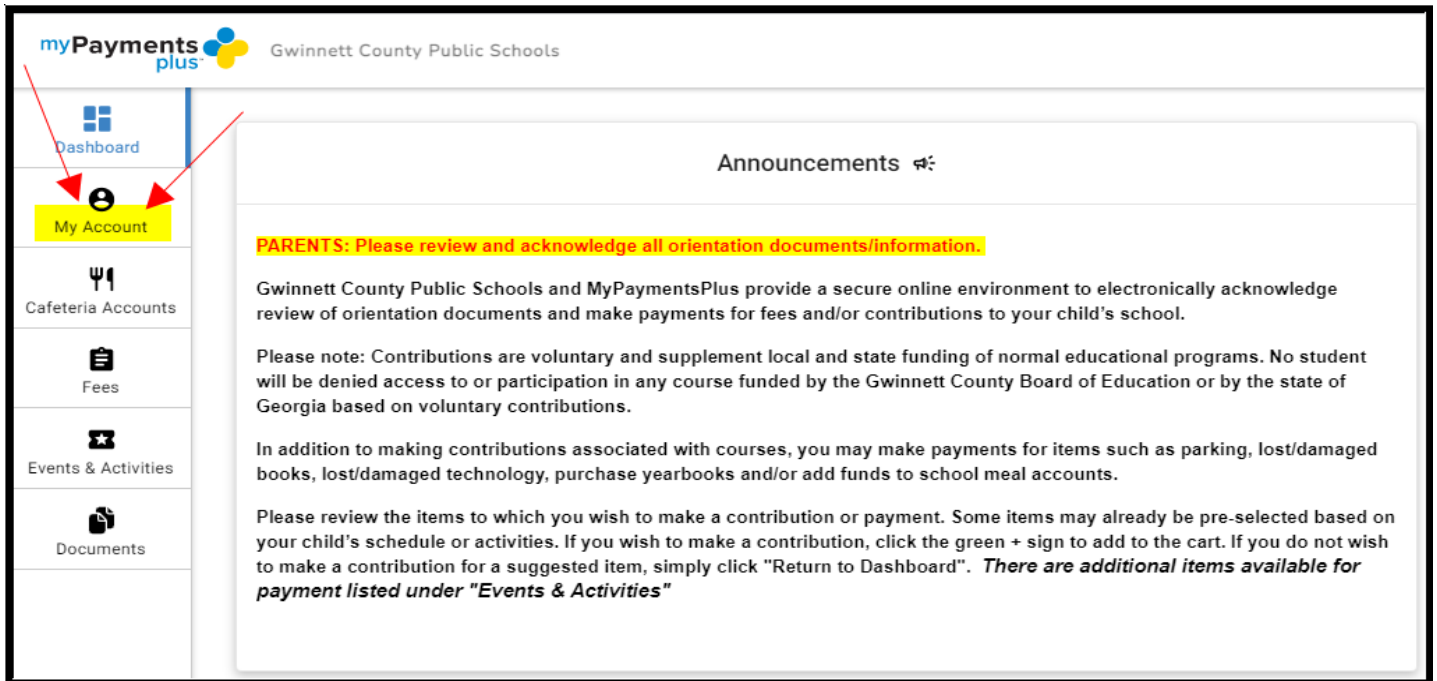 myPayments
plus™
Gwinnett County Public Schools
Dashboard
My Account
Cafeteria Accounts
Fees
Events & Activities
Documents
Announcements
PARENTS: Please review and acknowledge all orientation documents/information.
Gwinnett County Public Schools and MyPaymentsPlus provide a secure online environment to electronically acknowledge
review of orientation documents and make payments for fees and/or contributions to your child's school.
Please note: Contributions are voluntary and supplement local and state funding of normal educational programs. No student
will be denied access to or participation in any course funded by the Gwinnett County Board of Education or by the state of
Georgia based on voluntary contributions.
In addition to making contributions associated with courses, you may make payments for items such as parking, lost/damaged
books, lost/damaged technology, purchase yearbooks and/or add funds to school meal accounts.
Please review the items to which you wish to make a contribution or payment. Some items may already be pre-selected based on
your child's schedule or activities. If you wish to make a contribution, click the green + sign to add to the cart. If you do not wish
to make a contribution for a suggested item, simply click "Return to Dashboard". There are additional items available for
payment listed under "Events & Activities"